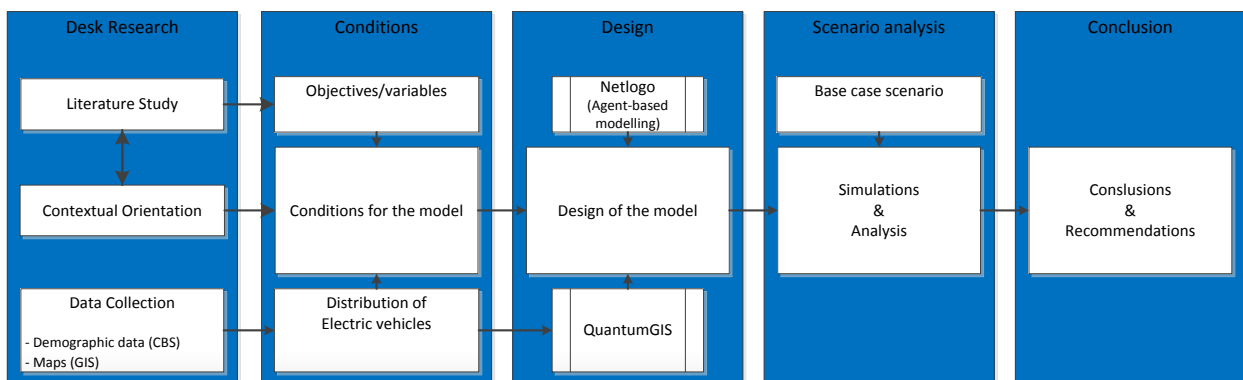 Desk Research
Literature Study
Contextual Orientation
Data Collection
- Demographic data (CBS)
- Maps (GIS)
Conditions
Objectives/variables
Conditions for the model
Distribution of
Electric vehicles
Design
Netlogo
(Agent-based
modelling)
Design of the model
QuantumGIS
Scenario analysis
Base case scenario
Simulations
&
Analysis
Conclusion
Conslusions
&
Recommendations